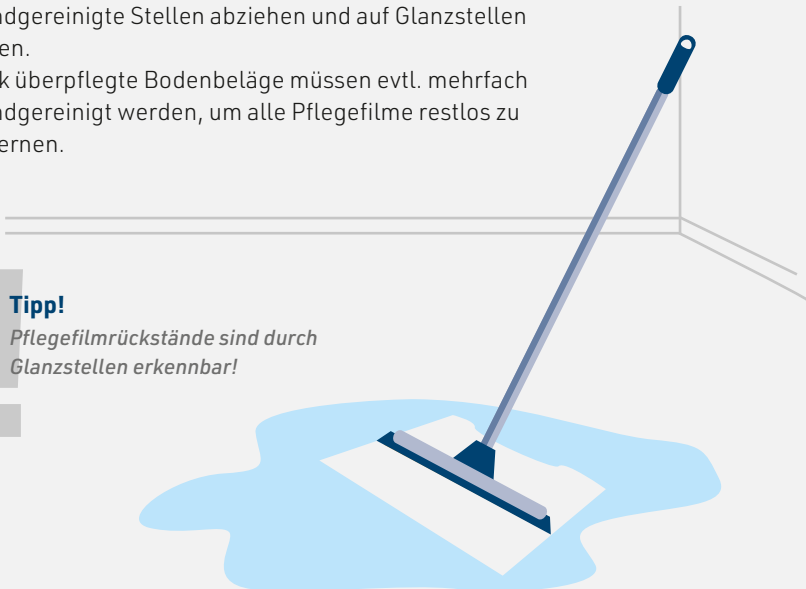 ndgereinigte Stellen abziehen und auf Glanzstellen
en.
k überpflegte Bodenbeläge müssen evtl. mehrfach
ndgereinigt werden, um alle Pflegefilme restlos zu
ernen.
!
Tipp!
Pflegefilmrückstände sind durch
Glanzstellen erkennbar!